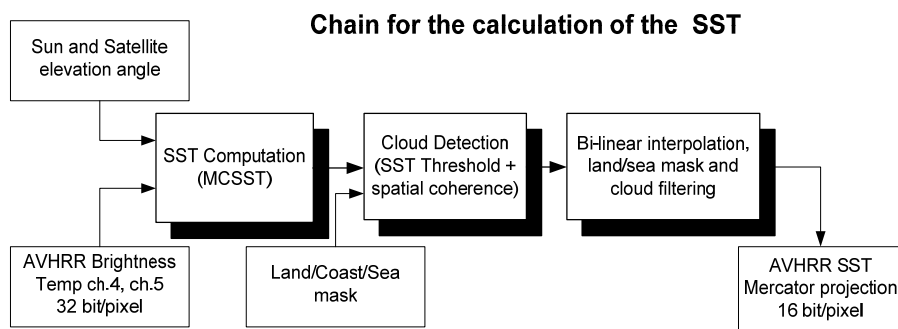 Chain for the calculation of the SST
Sun and Satellite
elevation angle
SST Computation
(MCSST)
Cloud Detection
(SST Threshold +
spatial coherence)
Bi-linear interpolation,
land/sea mask and
cloud filtering
AVHRR Brightness
Temp ch.4, ch.5
32 bit/pixel
Land/Coast/Sea
mask
AVHRR SST
Mercator projection
16 bit/pixel